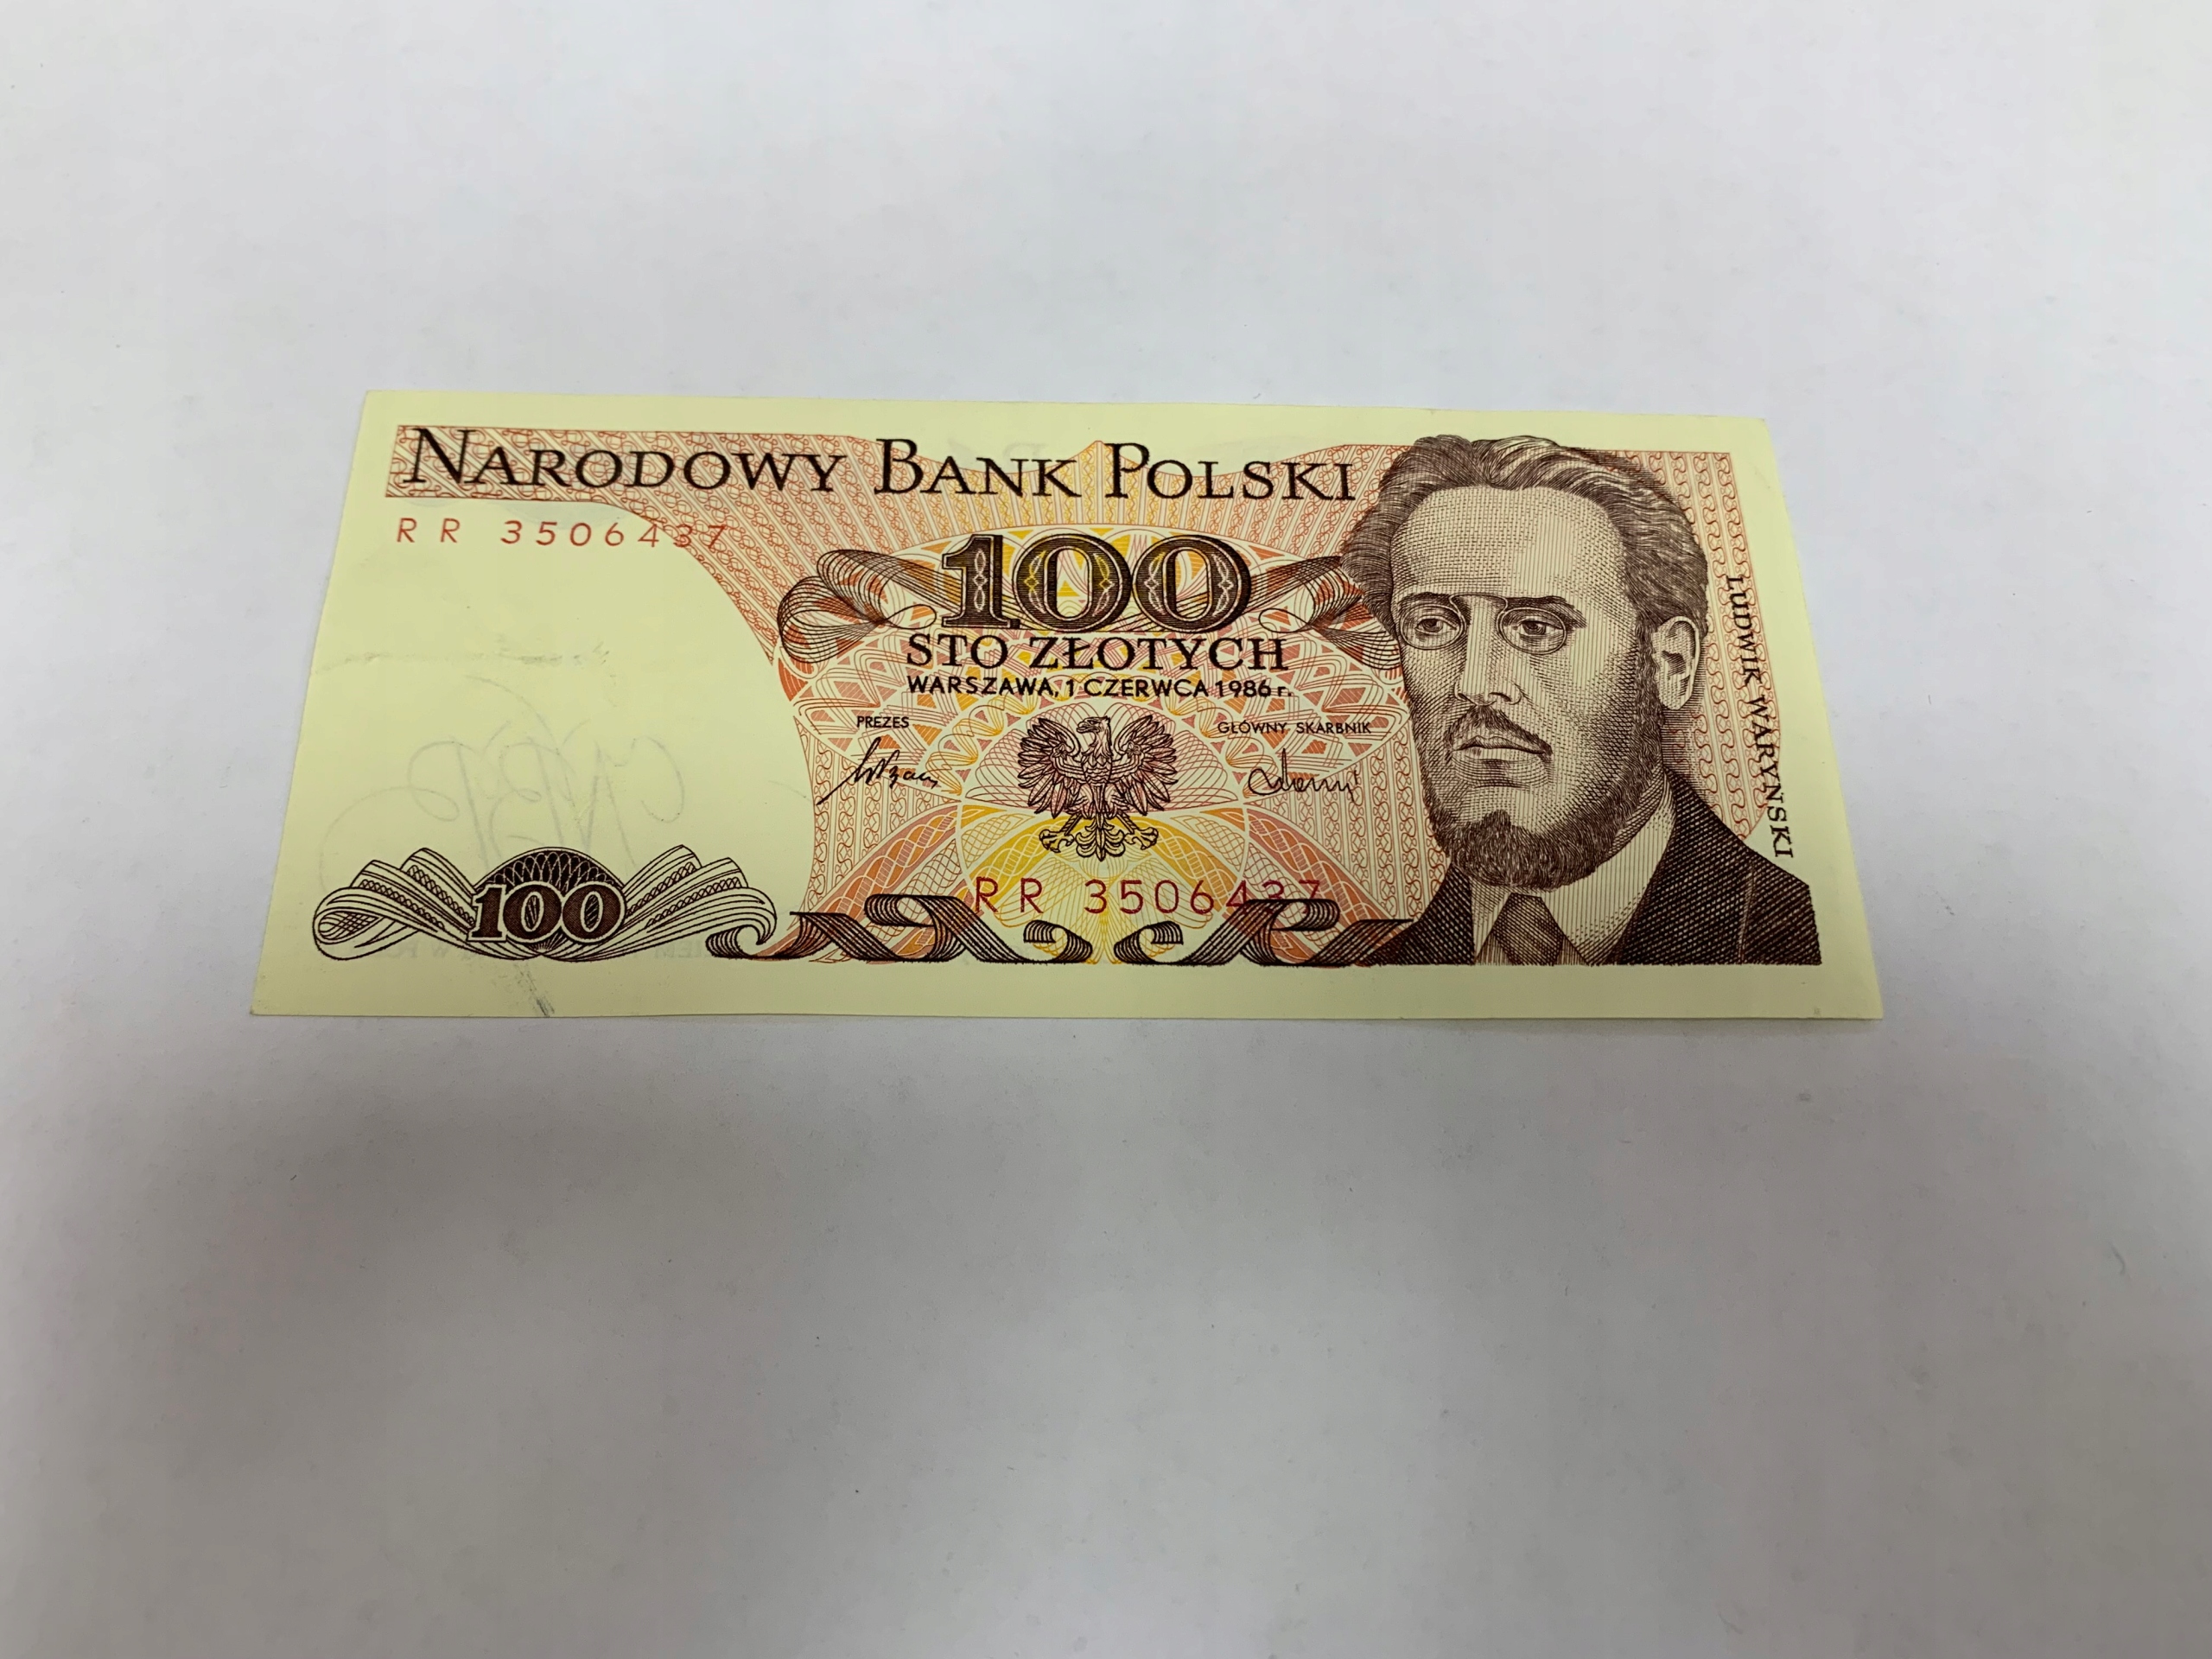 NARODOWY BANK POLSKI
RR 3506437
100
STO ZŁOTYCH
WARSZAWA, 1 CZERWCA 1986 r.
PREZES
GŁÓWNY SKARBNIK
LUDWIK WARYŃSKI
RR 3506437
100